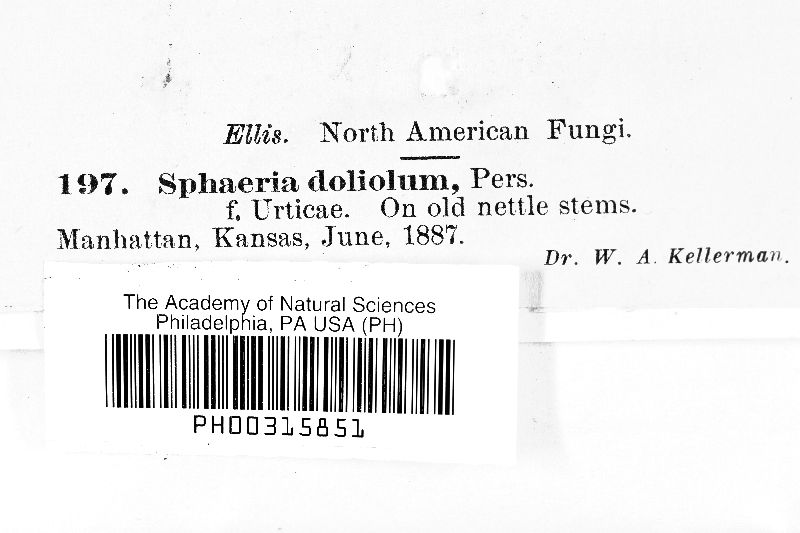 Ellis. North American Fungi.
197. Sphaeria doliolum, Pers.
f. Urticae. On old nettle stems.
Manhattan, Kansas, June, 1887.
Dr. W. A. Kellerman.
The Academy of Natural Sciences
Philadelphia, PA USA (PH)
PH00315851